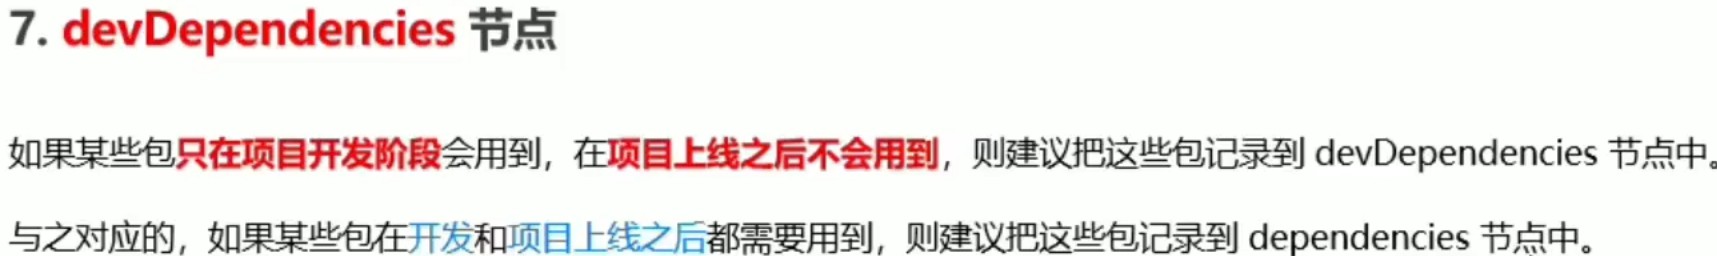 7. devDependencies 节点
如果某些包只在项目开发阶段会用到，在项目上线之后不会用到，则建议把这些包记录到 devDependencies 节点中。
与之对应的，如果某些包在开发和项目上线之后都需要用到，则建议把这些包记录到 dependencies 节点中。